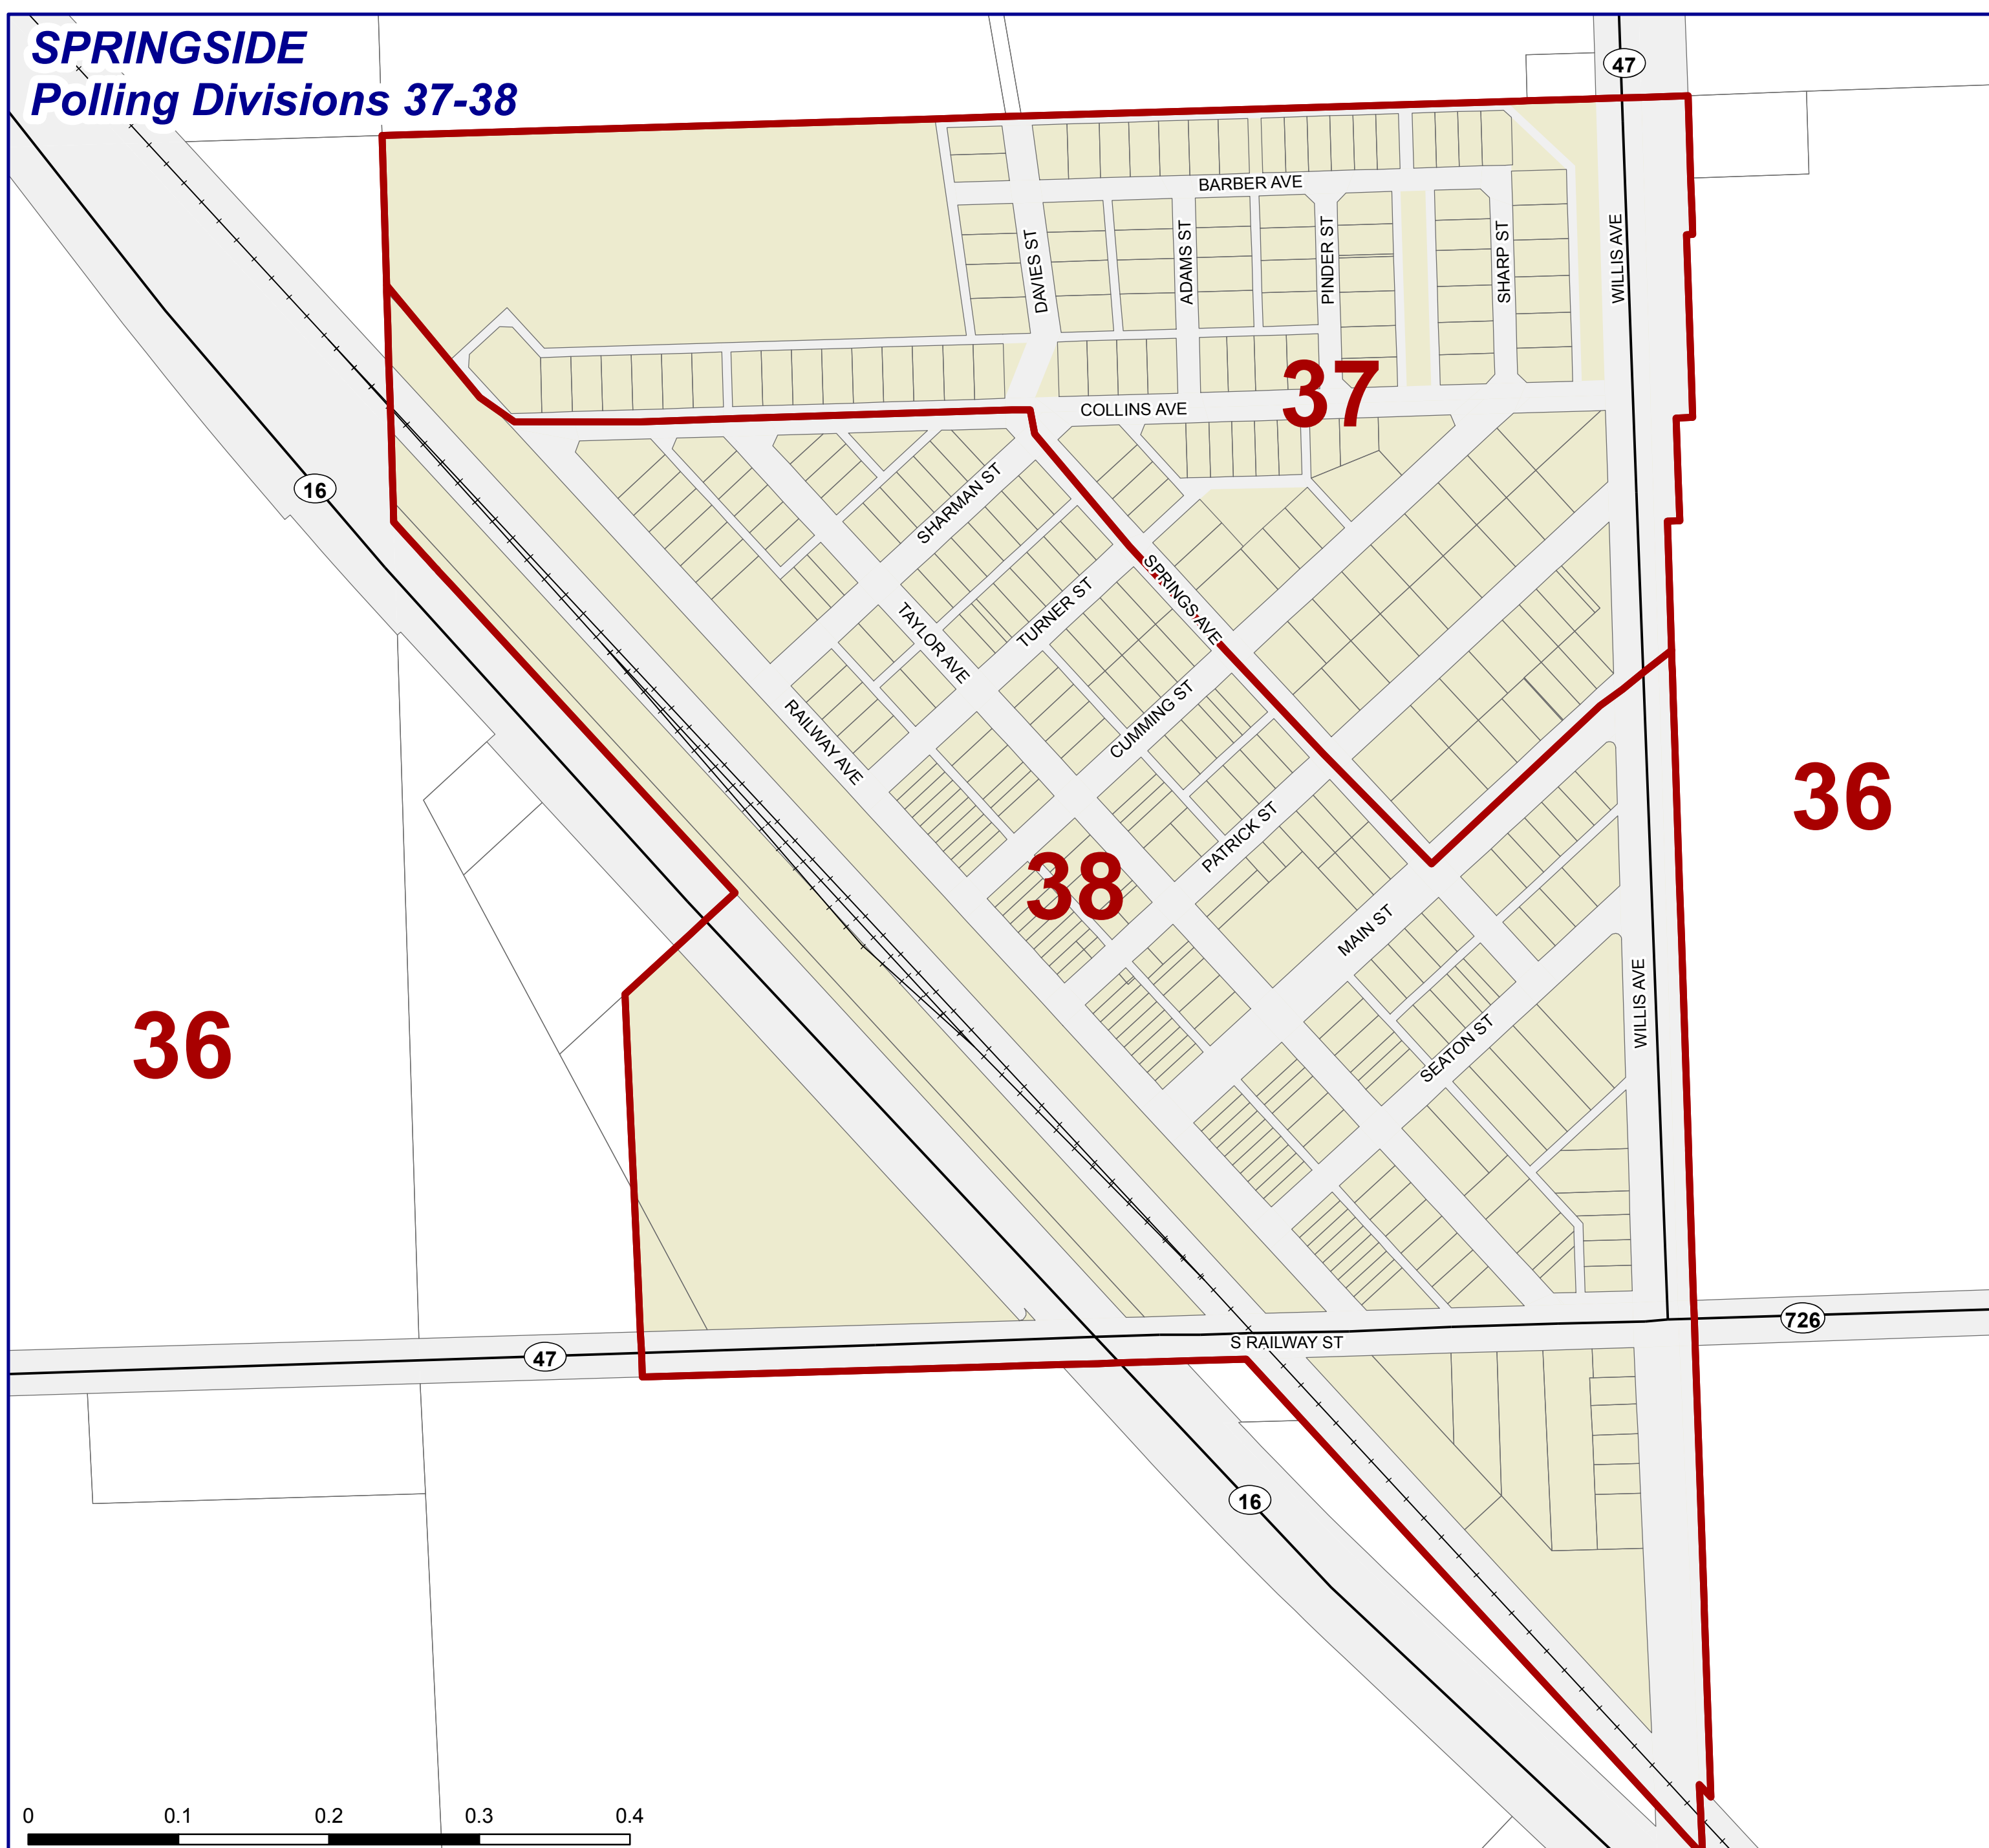 SPRINGSIDE
Polling Divisions 37-38
47
BARBER AVE
DAVIES ST
ADAMS ST
PINDER ST
SHARP ST
WILLIS AVE
37
COLLINS AVE
16
SHARMAN ST
SPRINGS AVE
TURNER ST
TAYLOR AVE
CUMMING ST
RAILWAY AVE
36
PATRICK ST
38
MAIN ST
WILLIS AVE
36
SEATON ST
726
S RAILWAY ST
47
16
0 0.1 0.2 0.3 0.4